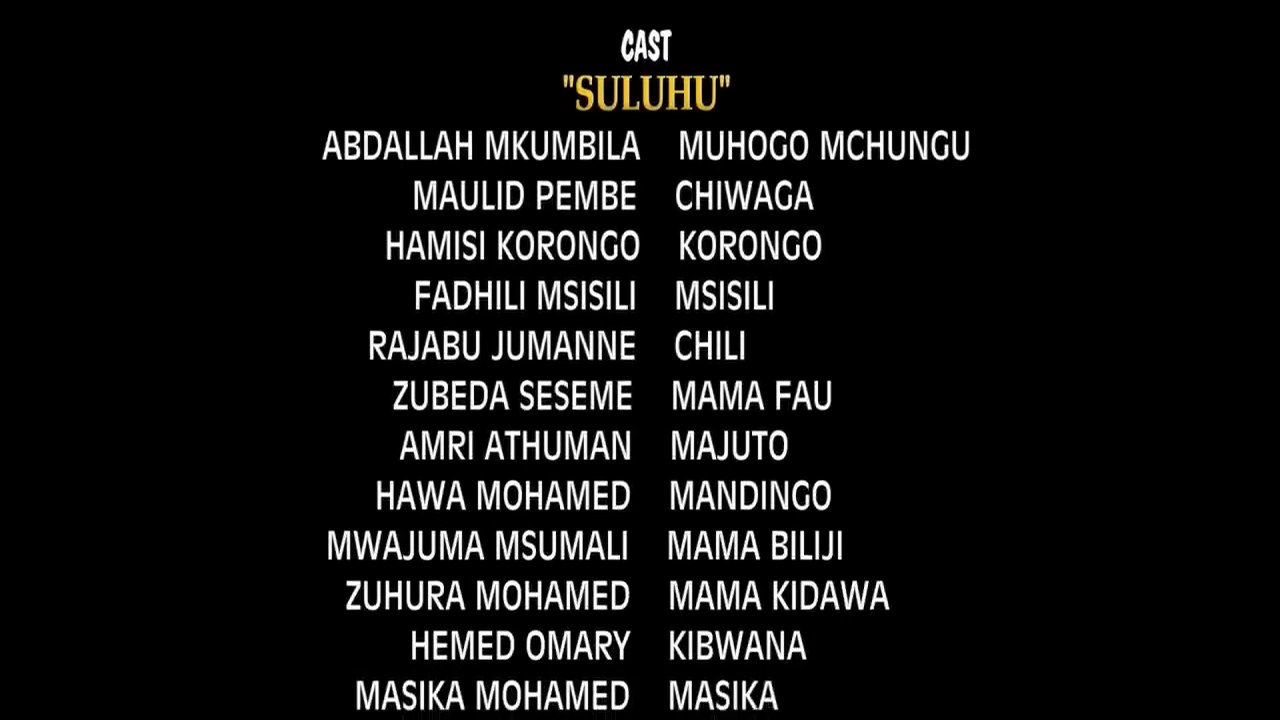 CAST
"SULUHU"
ABDALLAH MKUMBILA MUHOGO MCHUNGU
MAULID PEMBE CHIWAGA
HAMISI KORONGO KORONGO
FADHILI MSISILI MSISILI
RAJABU JUMANNE CHILI
ZUBEDA SESEME MAMA FAU
AMRI ATHUMAN MAJUTO
HAWA MOHAMED MANDINGO
MWAJUMA MSUMALI MAMA BILIJI
ZUHURA MOHAMED MAMA KIDAWA
HEMED OMARY KIBWANA
MASIKA MOHAMED MASIKA